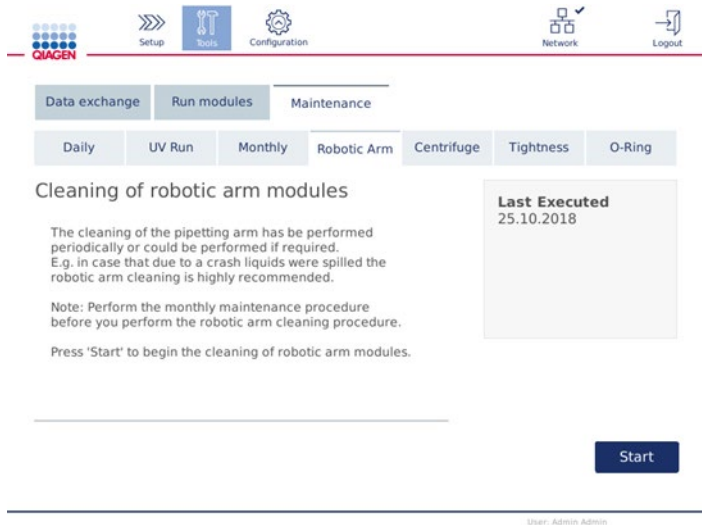 QIAGEN
Setup
Tools
Configuration
Network
Logout
Data exchange
Run modules
Maintenance
Daily
UV Run
Monthly
Robotic Arm
Centrifuge
Tightness
O-Ring
Cleaning of robotic arm modules
The cleaning of the pipetting arm has be performed
periodically or could be performed if required.
E.g. in case that due to a crash liquids were spilled the
robotic arm cleaning is highly recommended.
Note: Perform the monthly maintenance procedure
before you perform the robotic arm cleaning procedure.
Press 'Start' to begin the cleaning of robotic arm modules.
Last Executed
25.10.2018
Start
User: Admin Admin